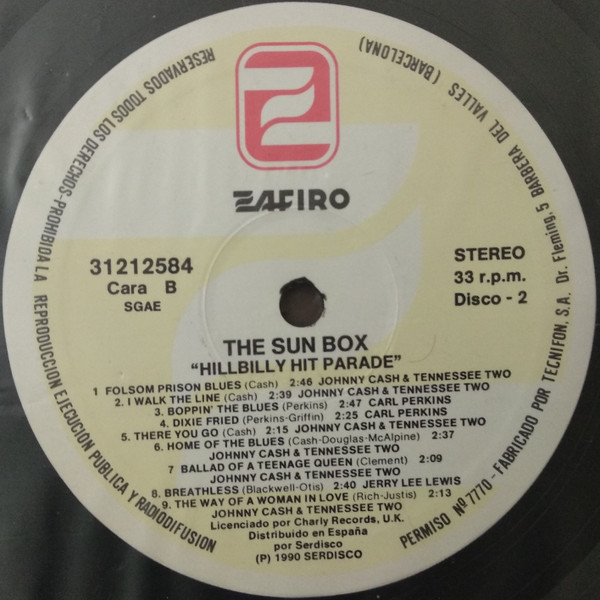 ZAFIRO
31212584
Cara B
SGAE
STEREO
33 r.p.m.
Disco - 2
THE SUN BOX
"HILLBILLY HIT PARADE"
1 FOLSOM PRISON BLUES (Cash) 2:46 JOHNNY CASH & TENNESSEE TWO
2. I WALK THE LINE (Cash) 2:39 JOHNNY CASH & TENNESSEE TWO
3. BOPPIN' THE BLUES (Perkins) 2:47 CARL PERKINS
4. DIXIE FRIED (Perkins-Griffin) 2:25 CARL PERKINS
5. THERE YOU GO (Cash) 2:15 JOHNNY CASH & TENNESSEE TWO
6. HOME OF THE BLUES (Cash-Douglas-McAlpine) 2:37
JOHNNY CASH & TENNESSEE TWO
7 BALLAD OF A TEENAGE QUEEN (Clement) 2:09
JOHNNY CASH & TENNESSEE TWO
8. BREATHLESS (Blackwell-Otis) 2:40 JERRY LEE LEWIS
9. THE WAY OF A WOMAN IN LOVE (Rich-Justis) 2:13
JOHNNY CASH & TENNESSEE TWO
Licenciado por Charly Records, U.K.
Distribuido en España
por Serdisco
(P) 1990 SERDISCO
RESERVADOS TODOS LOS DERECHOS-PROHIBIDA LA REPRODUCCION EJECUCION PUBLICA Y RADIODIFUSION
PERMISO Nº 7770 - FABRICADO POR TECNIFON, S.A. Dr. Fleming, 5 BARBERA DEL VALLES (BARCELONA)